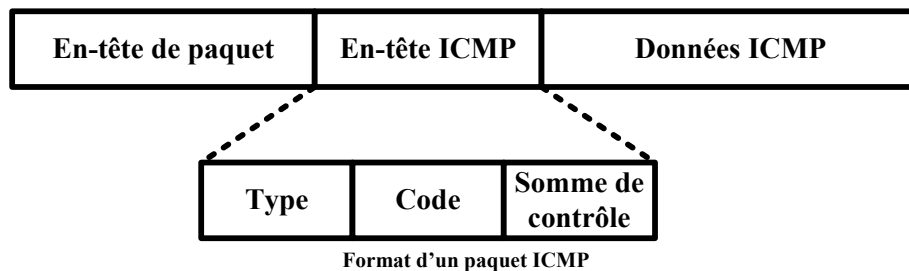 En-tête de paquet En-tête ICMP Données ICMP
Type Code Somme de contrôle
Format d'un paquet ICMP